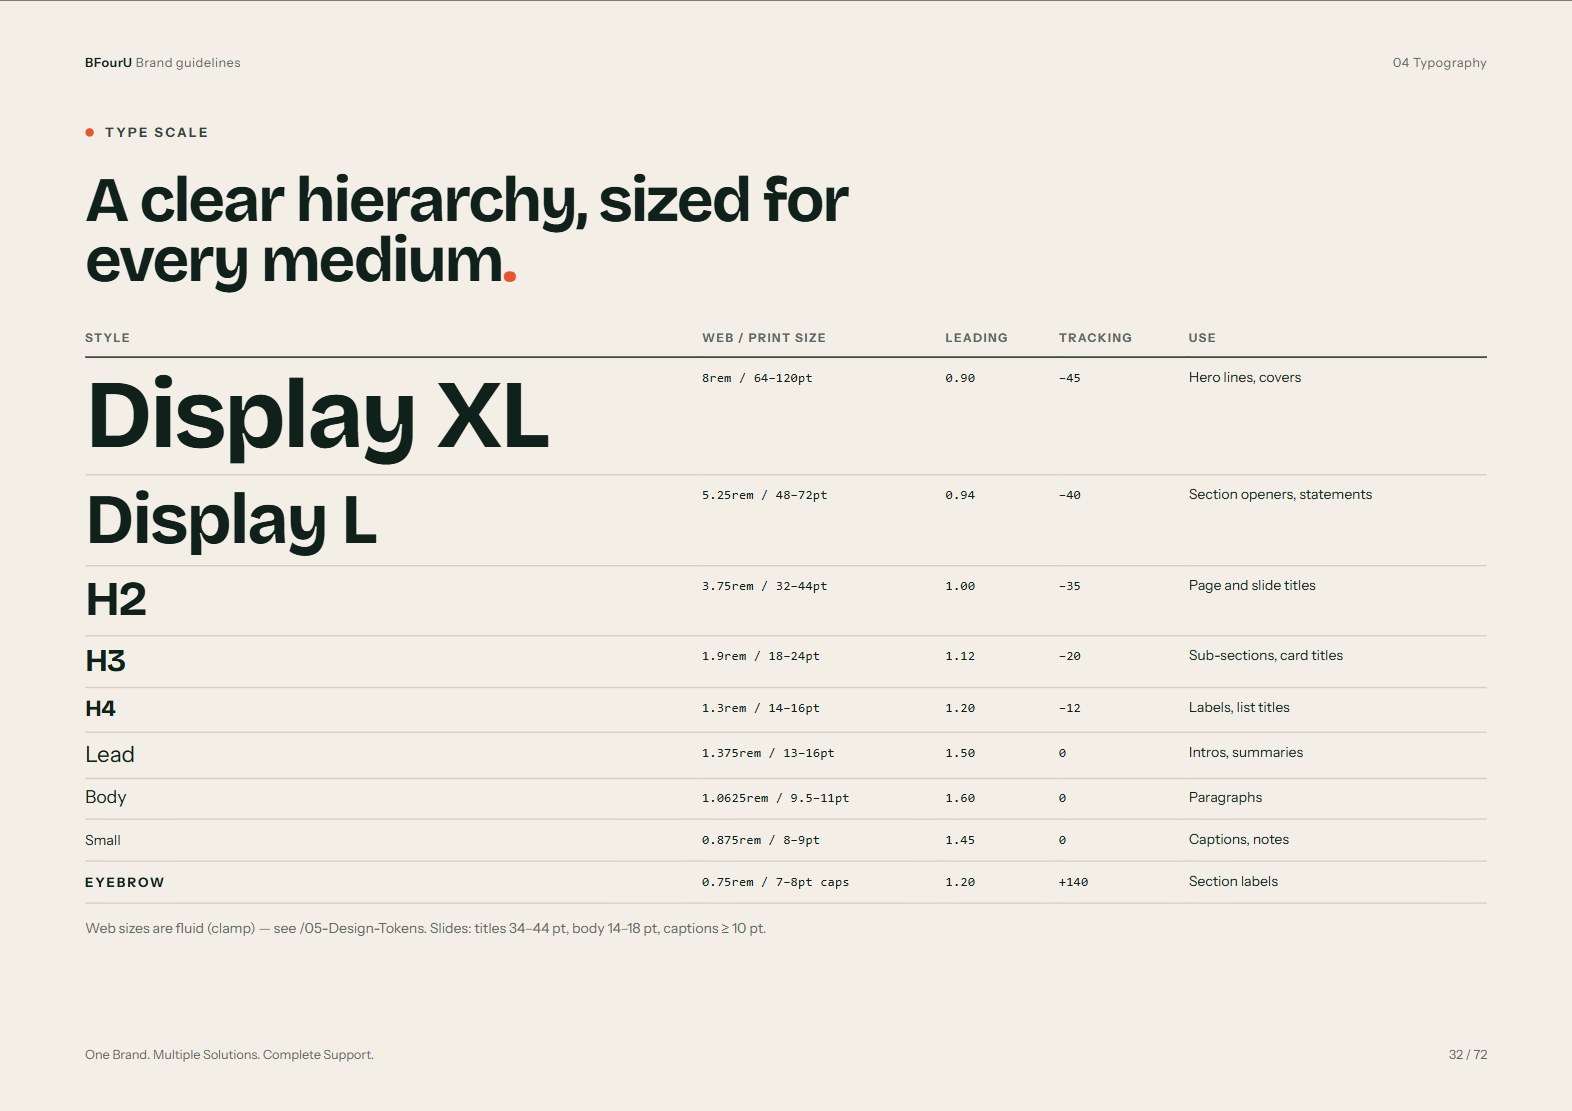 BFourU Brand guidelines
04 Typography
TYPE SCALE
A clear hierarchy, sized for
every medium.
STYLE WEB / PRINT SIZE LEADING TRACKING USE
Display XL 8rem / 64–120pt 0.90 −45 Hero lines, covers
Display L 5.25rem / 48–72pt 0.94 −40 Section openers, statements
H2 3.75rem / 32–44pt 1.00 −35 Page and slide titles
H3 1.9rem / 18–24pt 1.12 −20 Sub-sections, card titles
H4 1.3rem / 14–16pt 1.20 −12 Labels, list titles
Lead 1.375rem / 13–16pt 1.50 0 Intros, summaries
Body 1.0625rem / 9.5–11pt 1.60 0 Paragraphs
Small 0.875rem / 8–9pt 1.45 0 Captions, notes
EYEBROW 0.75rem / 7–8pt caps 1.20 +140 Section labels
Web sizes are fluid (clamp) — see /05-Design-Tokens. Slides: titles 34–44 pt, body 14–18 pt, captions ≥ 10 pt.
One Brand. Multiple Solutions. Complete Support.
32 / 72